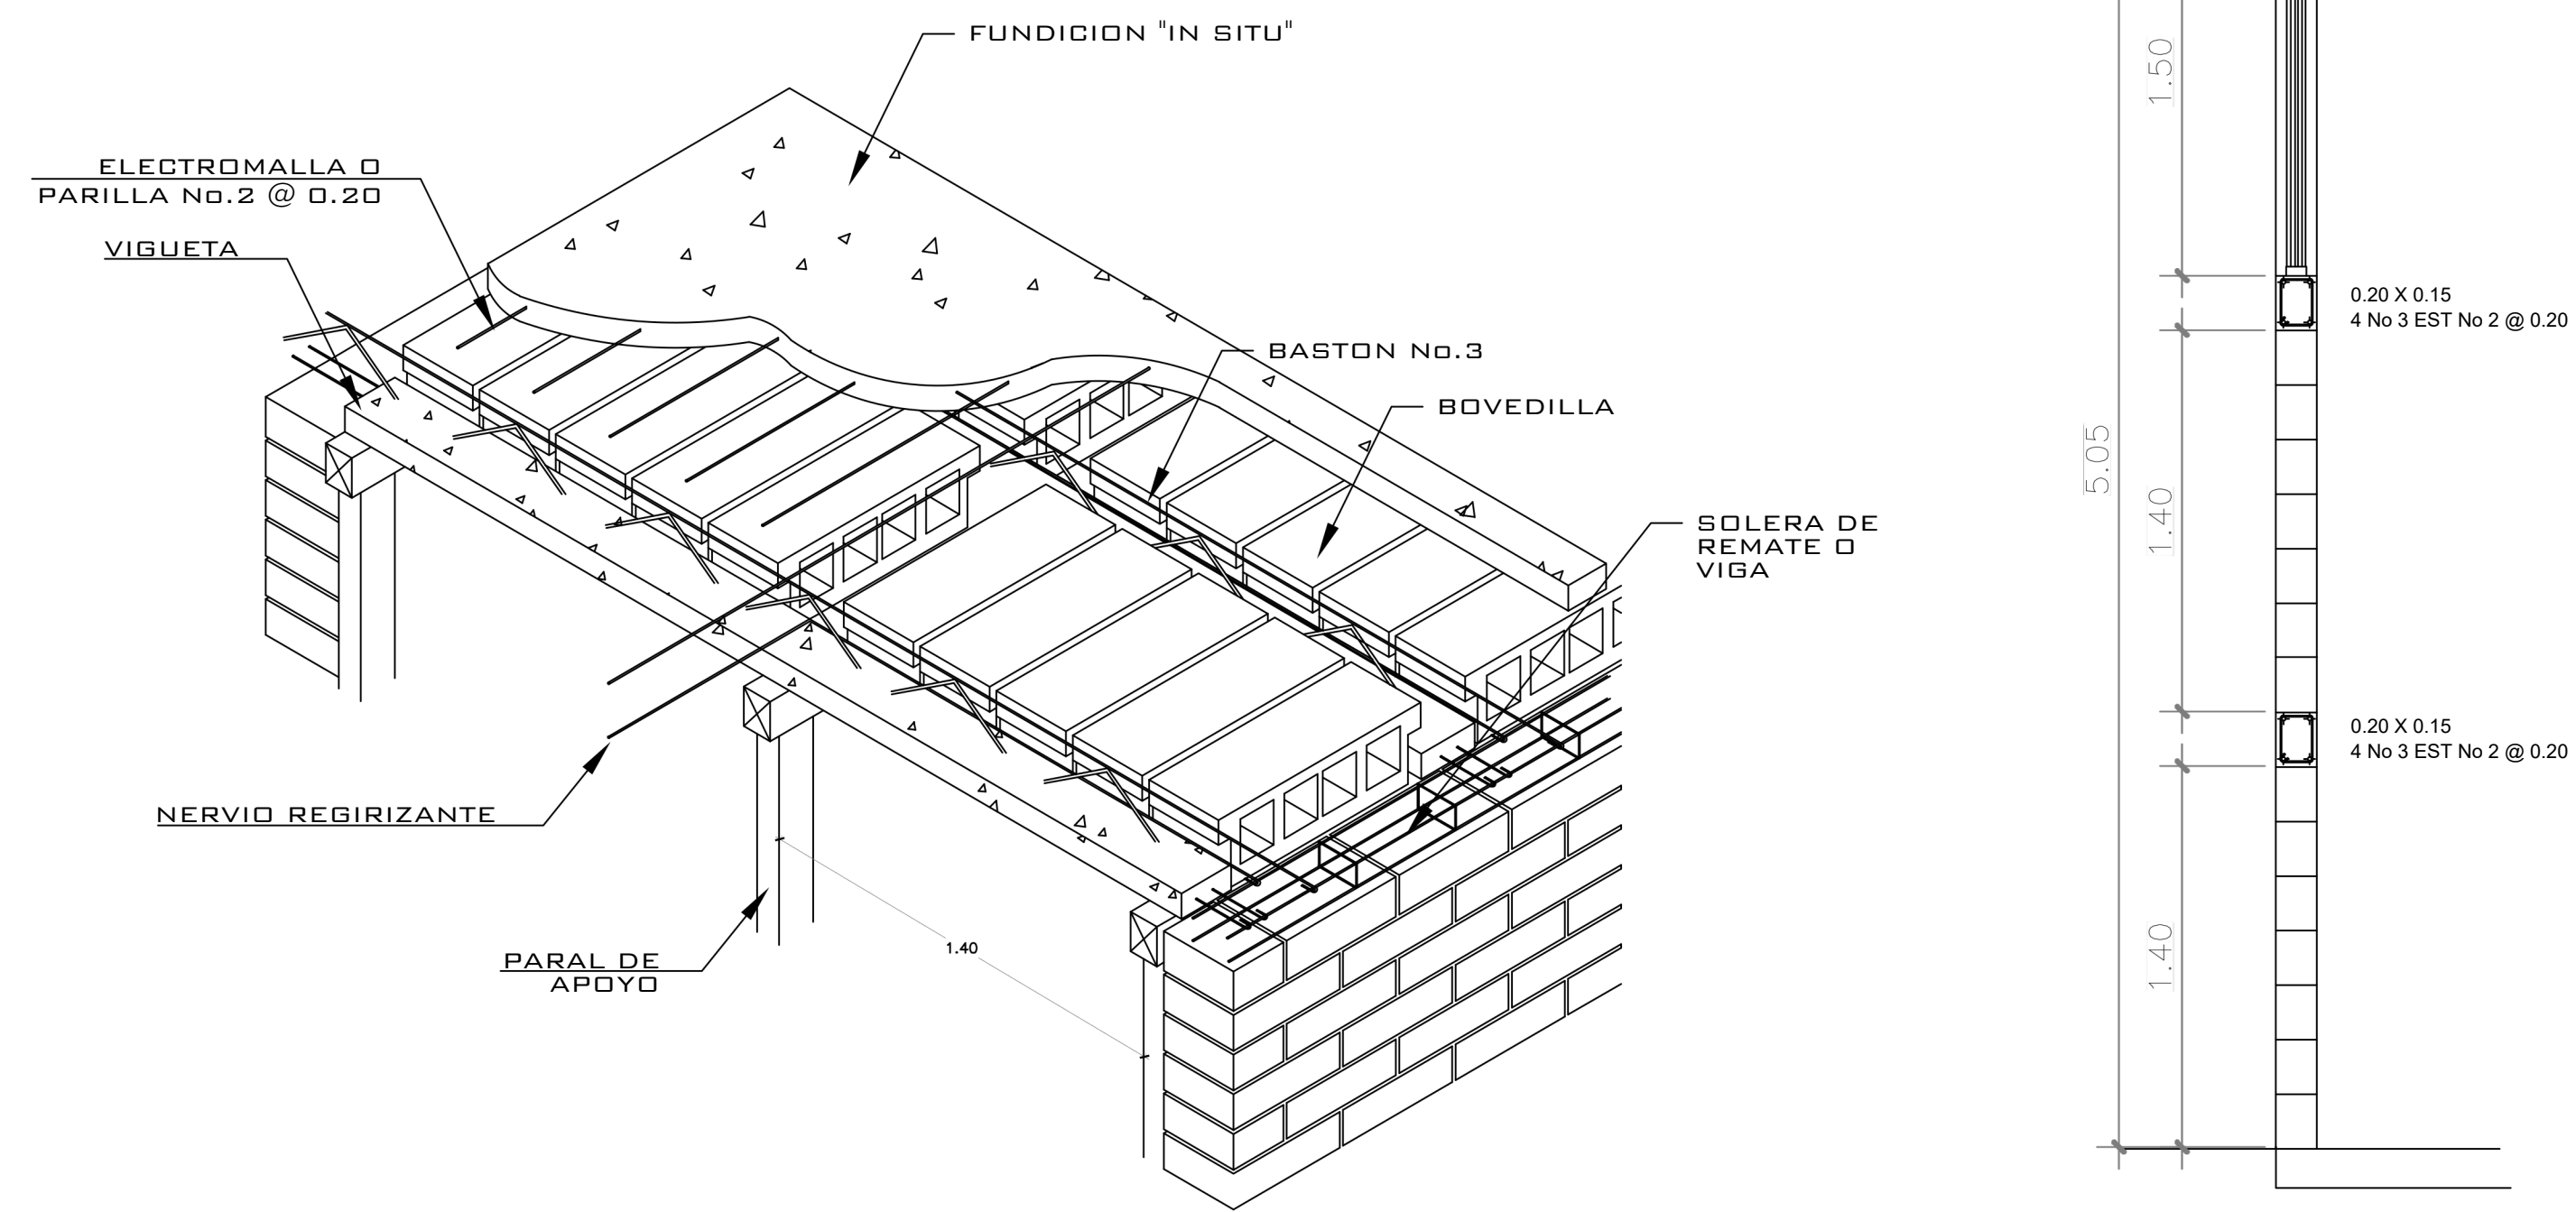 FUNDICION "IN SITU"
ELECTROMALLA O
PARILLA No.2 @ 0.20
VIGUETA
BASTON No.3
BOVEDILLA
SOLERA DE
REMATE O
VIGA
NERVIO REGIRIZANTE
PARAL DE
APOYO
1.40
1.50
0.20 X 0.15
4 No 3 EST No 2 @ 0.20
5.05
1.40
0.20 X 0.15
4 No 3 EST No 2 @ 0.20
1.40